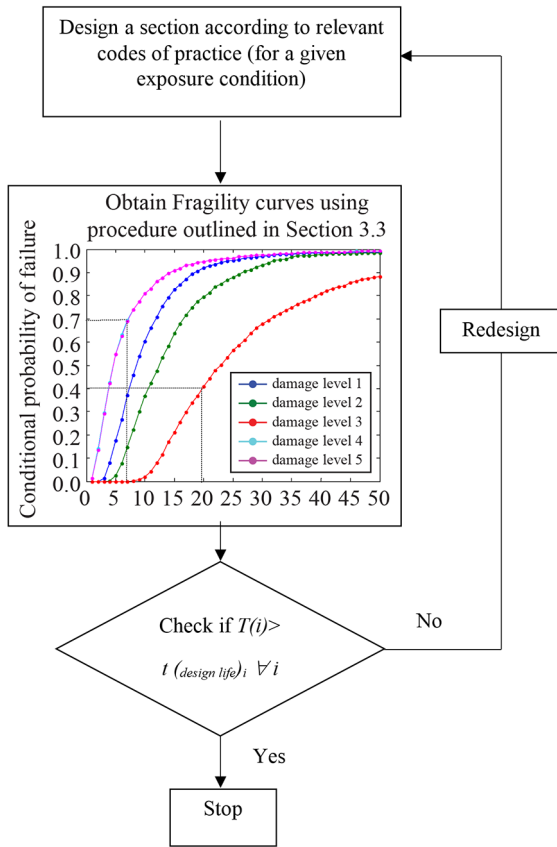 Design a section according to relevant
codes of practice (for a given
exposure condition)
Obtain Fragility curves using
procedure outlined in Section 3.3
Conditional probability of failure
1.0
0.9
0.8
0.7
0.6
0.5
0.4
0.3
0.2
0.1
0.0
0 5 10 15 20 25 30 35 40 45 50
damage level 1
damage level 2
damage level 3
damage level 4
damage level 5
Redesign
Check if T(i)>
t (design life)i ∀ i
No
Yes
Stop